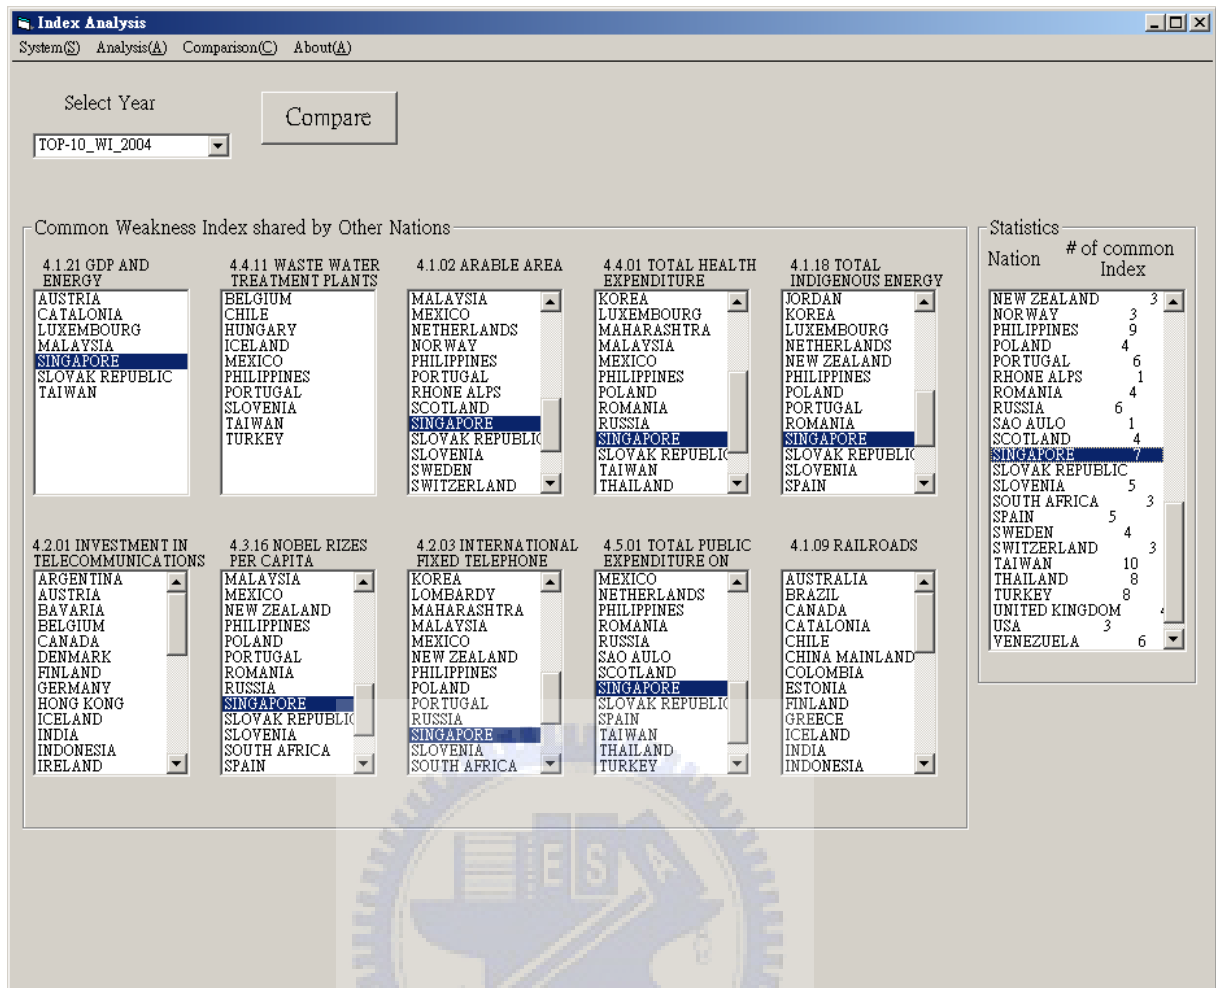 Index Analysis
System(S) Analysis(A) Comparison(C) About(A)
Select Year
Compare
TOP-10_WI_2004
Common Weakness Index shared by Other Nations
4.1.21 GDP AND
ENERGY
AUSTRIA
CATALONIA
LUXEMBOURG
MALAYSIA
SINGAPORE
SLOVAK REPUBLIC
TAIWAN
4.4.11 WASTE WATER
TREATMENT PLANTS
BELGIUM
CHILE
HUNGARY
ICELAND
MEXICO
PHILIPPINES
PORTUGAL
SLOVENIA
TAIWAN
TURKEY
4.1.02 ARABLE AREA
MALAYSIA
MEXICO
NETHERLANDS
NORWAY
PHILIPPINES
PORTUGAL
RHONE ALPS
SCOTLAND
SINGAPORE
SLOVAK REPUBLIC
SLOVENIA
SWEDEN
SWITZERLAND
4.4.01 TOTAL HEALTH
EXPENDITURE
KOREA
LUXEMBOURG
MAHARASHTRA
MALAYSIA
MEXICO
PHILIPPINES
POLAND
ROMANIA
RUSSIA
SINGAPORE
SLOVAK REPUBLIC
TAIWAN
THAILAND
4.1.18 TOTAL
INDIGENOUS ENERGY
JORDAN
KOREA
LUXEMBOURG
NETHERLANDS
NEW ZEALAND
PHILIPPINES
POLAND
PORTUGAL
ROMANIA
SINGAPORE
SLOVAK REPUBLIC
SLOVENIA
SPAIN
4.2.01 INVESTMENT IN
TELECOMMUNICATIONS
ARGENTINA
AUSTRIA
BAVARIA
BELGIUM
CANADA
DENMARK
FINLAND
GERMANY
HONG KONG
ICELAND
INDIA
INDONESIA
IRELAND
4.3.16 NOBEL RIZES
PER CAPITA
MALAYSIA
MEXICO
NEW ZEALAND
PHILIPPINES
POLAND
PORTUGAL
ROMANIA
RUSSIA
SINGAPORE
SLOVAK REPUBLIC
SLOVENIA
SOUTH AFRICA
SPAIN
4.2.03 INTERNATIONAL
FIXED TELEPHONE
KOREA
LOMBARDY
MAHARASHTRA
MALAYSIA
MEXICO
NEW ZEALAND
PHILIPPINES
POLAND
PORTUGAL
RUSSIA
SINGAPORE
SLOVENIA
SOUTH AFRICA
4.5.01 TOTAL PUBLIC
EXPENDITURE ON
MEXICO
NETHERLANDS
PHILIPPINES
ROMANIA
RUSSIA
SAO AULO
SCOTLAND
SINGAPORE
SLOVAK REPUBLIC
SPAIN
TAIWAN
THAILAND
TURKEY
4.1.09 RAILROADS
AUSTRALIA
BRAZIL
CANADA
CATALONIA
CHILE
CHINA MAINLAND
COLOMBIA
ESTONIA
FINLAND
GREECE
ICELAND
INDIA
INDONESIA
Statistics
Nation # of common
Index
NEW ZEALAND 3
NORWAY 3
PHILIPPINES 9
POLAND 4
PORTUGAL 6
RHONE ALPS 1
ROMANIA 4
RUSSIA 6
SAO AULO 1
SCOTLAND 4
SINGAPORE 7
SLOVAK REPUBLIC
SLOVENIA 5
SOUTH AFRICA 3
SPAIN 5
SWEDEN 4
SWITZERLAND 3
TAIWAN 10
THAILAND 8
TURKEY 8
UNITED KINGDOM
USA 3
VENEZUELA 6
E S A